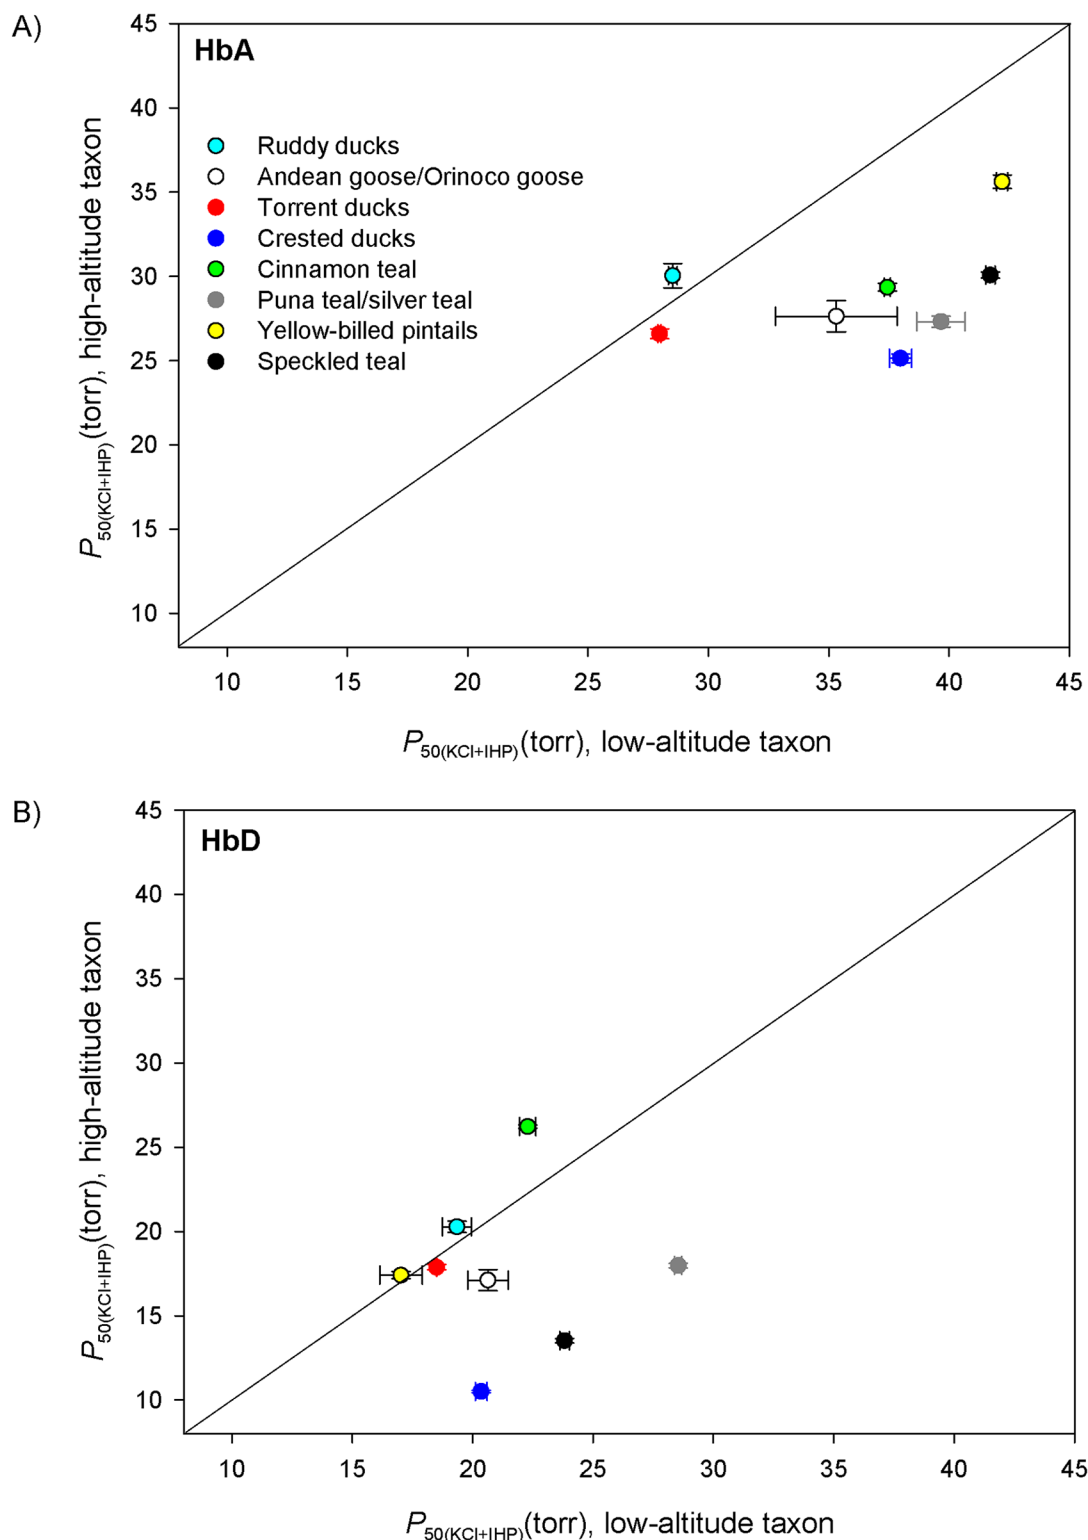 A)
HbA
45
40
35
30
25
20
15
10
P50(KCl+IHP)(torr), high-altitude taxon
Ruddy ducks
Andean goose/Orinoco goose
Torrent ducks
Crested ducks
Cinnamon teal
Puna teal/silver teal
Yellow-billed pintails
Speckled teal
10 15 20 25 30 35 40 45
P50(KCl+IHP)(torr), low-altitude taxon
B)
HbD
45
40
35
30
25
20
15
10
P50(KCl+IHP)(torr), high-altitude taxon
10 15 20 25 30 35 40 45
P50(KCl+IHP)(torr), low-altitude taxon